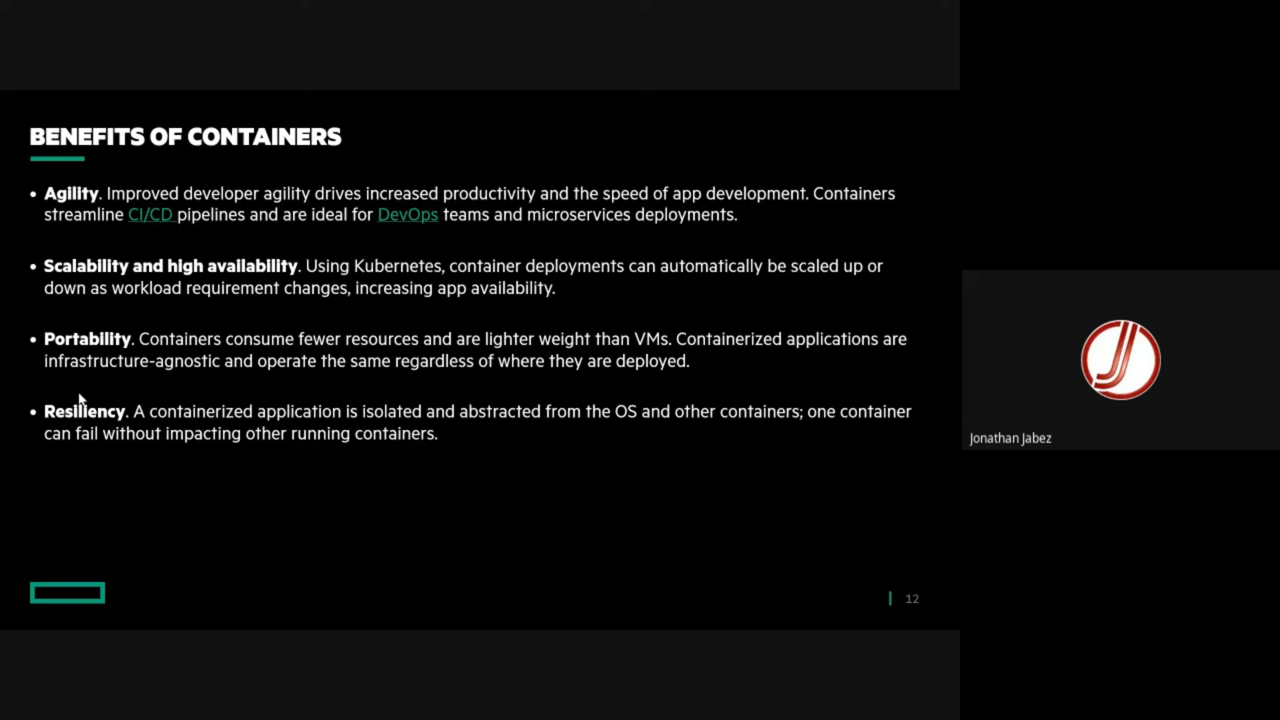 BENEFITS OF CONTAINERS
• Agility. Improved developer agility drives increased productivity and the speed of app development. Containers
streamline CI/CD pipelines and are ideal for DevOps teams and microservices deployments.
• Scalability and high availability. Using Kubernetes, container deployments can automatically be scaled up or
down as workload requirement changes, increasing app availability.
• Portability. Containers consume fewer resources and are lighter weight than VMs. Containerized applications are
infrastructure-agnostic and operate the same regardless of where they are deployed.
• Resiliency. A containerized application is isolated and abstracted from the OS and other containers; one container
can fail without impacting other running containers.
12
Jonathan Jabez